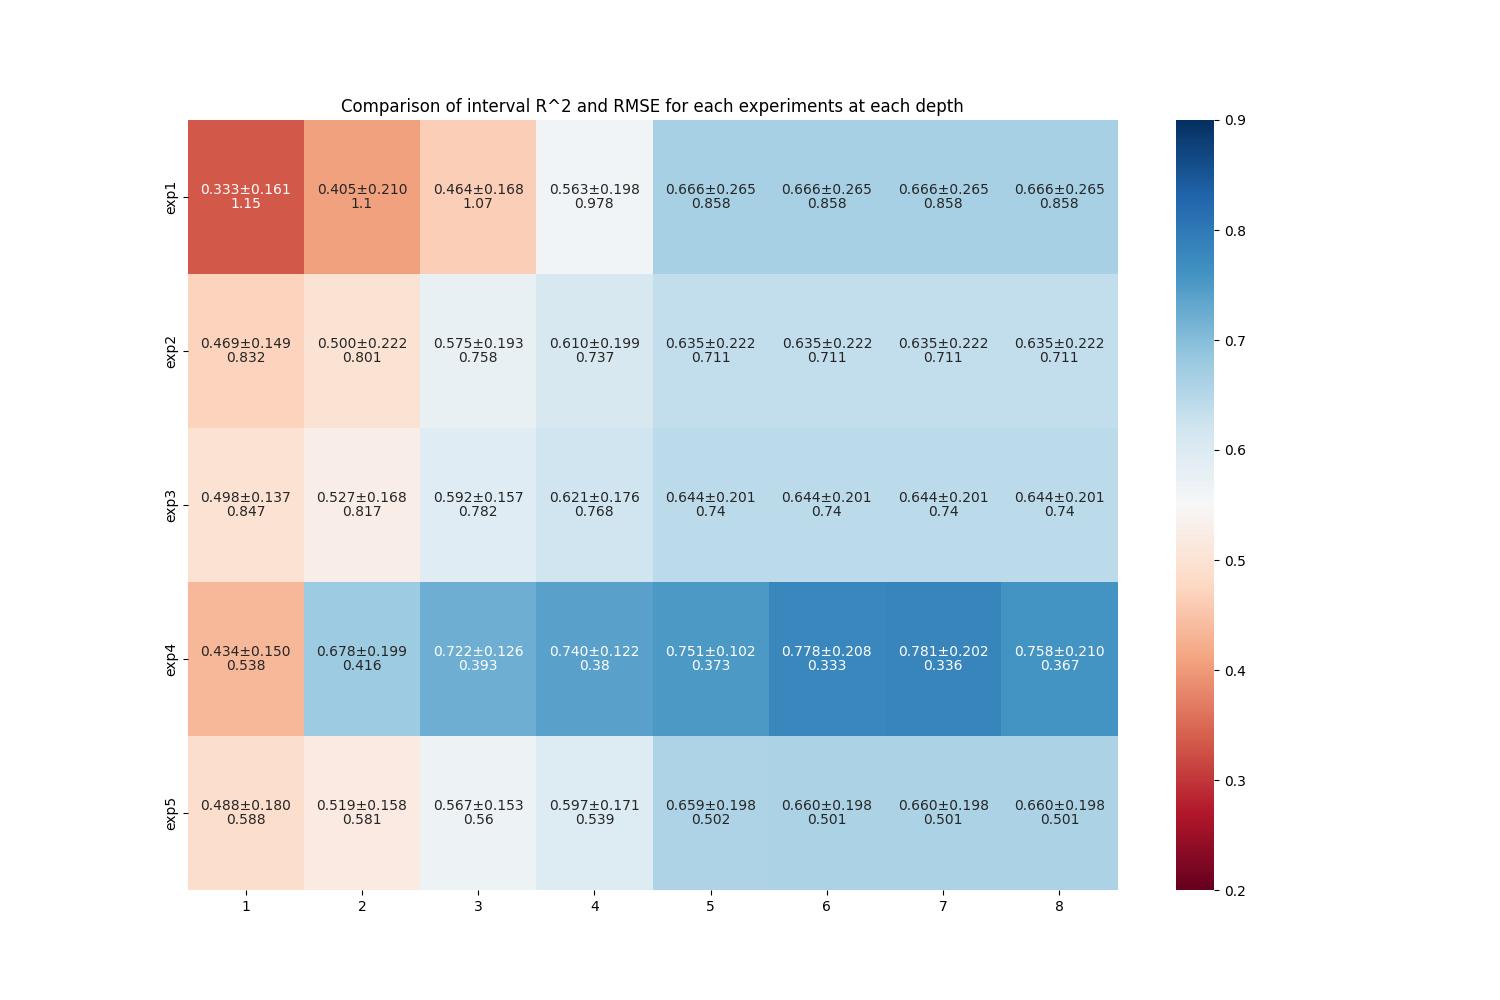 Comparison of interval R^2 and RMSE for each experiments at each depth
exp1
0.333±0.161 0.405±0.210 0.464±0.168 0.563±0.198 0.666±0.265 0.666±0.265 0.666±0.265 0.666±0.265
1.15 1.1 1.07 0.978 0.858 0.858 0.858 0.858
exp2
0.469±0.149 0.500±0.222 0.575±0.193 0.610±0.199 0.635±0.222 0.635±0.222 0.635±0.222 0.635±0.222
0.832 0.801 0.758 0.737 0.711 0.711 0.711 0.711
exp3
0.498±0.137 0.527±0.168 0.592±0.157 0.621±0.176 0.644±0.201 0.644±0.201 0.644±0.201 0.644±0.201
0.847 0.817 0.782 0.768 0.74 0.74 0.74 0.74
exp4
0.434±0.150 0.678±0.199 0.722±0.126 0.740±0.122 0.751±0.102 0.778±0.208 0.781±0.202 0.758±0.210
0.538 0.416 0.393 0.38 0.373 0.333 0.336 0.367
exp5
0.488±0.180 0.519±0.158 0.567±0.153 0.597±0.171 0.659±0.198 0.660±0.198 0.660±0.198 0.660±0.198
0.588 0.581 0.56 0.539 0.502 0.501 0.501 0.501
1 2 3 4 5 6 7 8
0.9
0.8
0.7
0.6
0.5
0.4
0.3
0.2